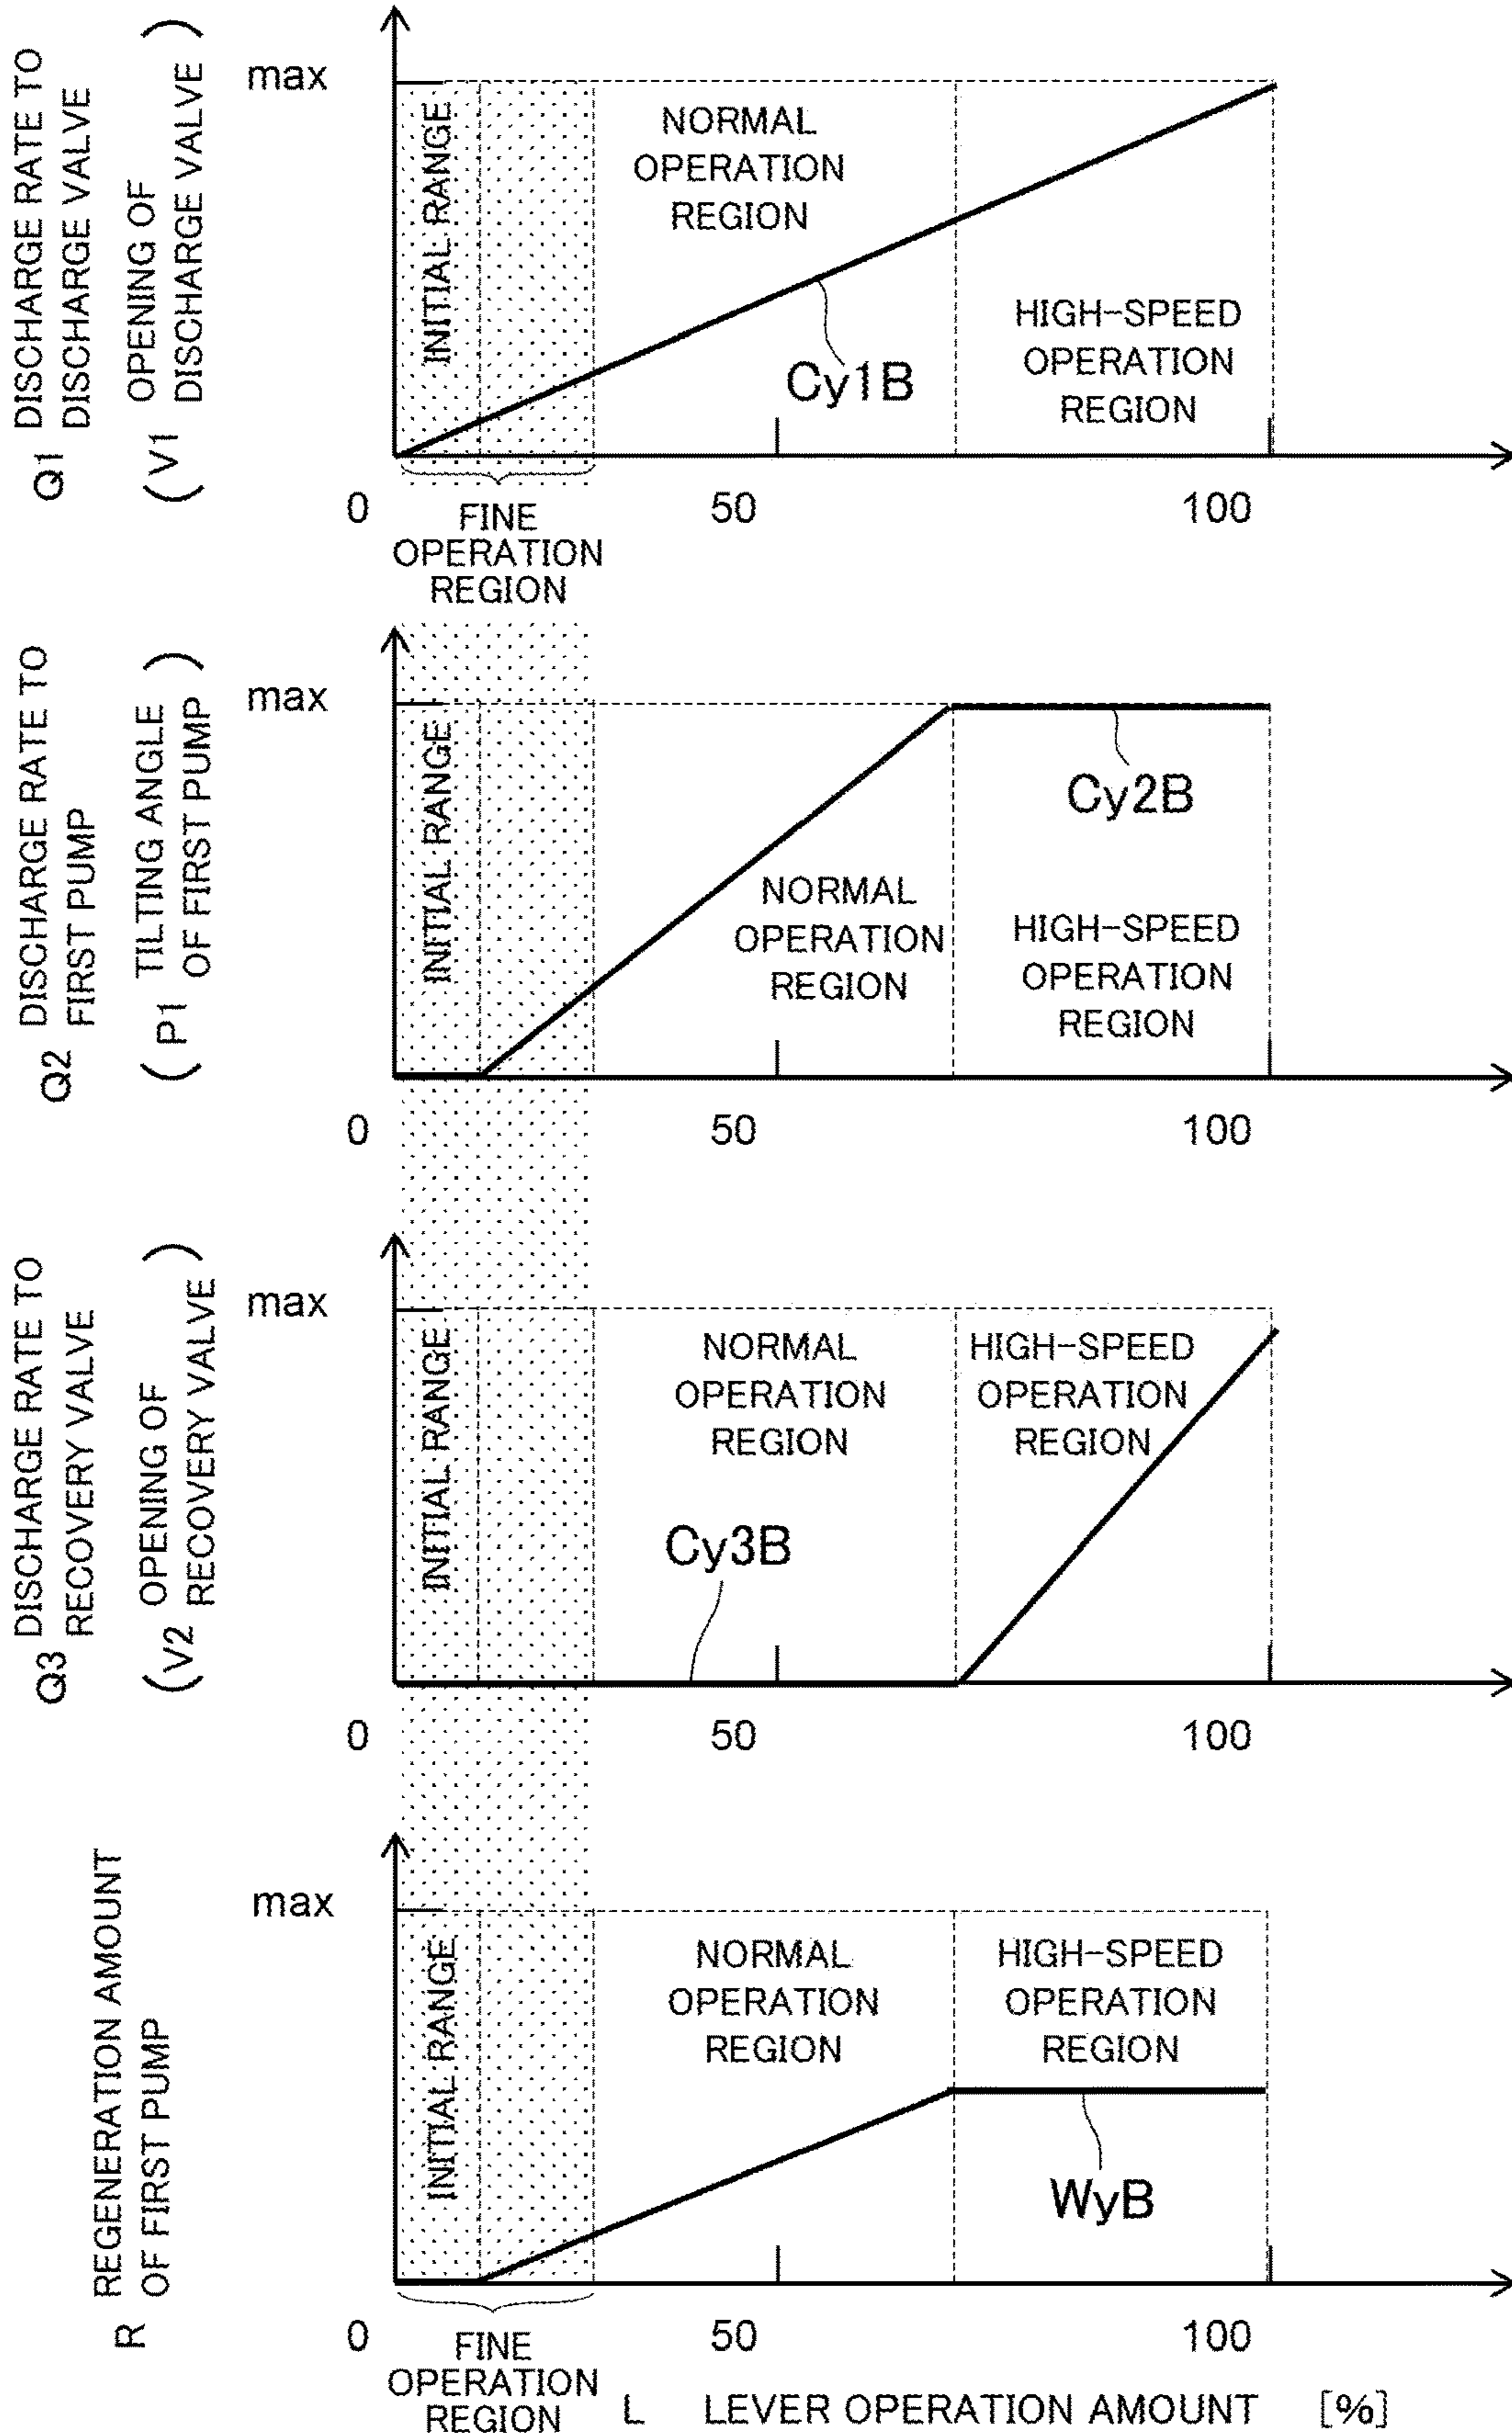 Q1 DISCHARGE RATE TO
DISCHARGE VALVE
(V1 OPENING OF
DISCHARGE VALVE)
max
INITIAL RANGE
NORMAL
OPERATION
REGION
HIGH-SPEED
OPERATION
REGION
Cy1B
0
50
100
FINE
OPERATION
REGION
Q2 DISCHARGE RATE TO
FIRST PUMP
(P1 TILTING ANGLE
OF FIRST PUMP)
max
INITIAL RANGE
Cy2B
NORMAL
OPERATION
REGION
HIGH-SPEED
OPERATION
REGION
0
50
100
Q3 DISCHARGE RATE TO
RECOVERY VALVE
(V2 OPENING OF
RECOVERY VALVE)
max
INITIAL RANGE
NORMAL
OPERATION
REGION
HIGH-SPEED
OPERATION
REGION
Cy3B
0
50
100
R REGENERATION AMOUNT
OF FIRST PUMP
max
INITIAL RANGE
NORMAL
OPERATION
REGION
HIGH-SPEED
OPERATION
REGION
WyB
0
50
100
FINE
OPERATION
REGION
L LEVER OPERATION AMOUNT [%]